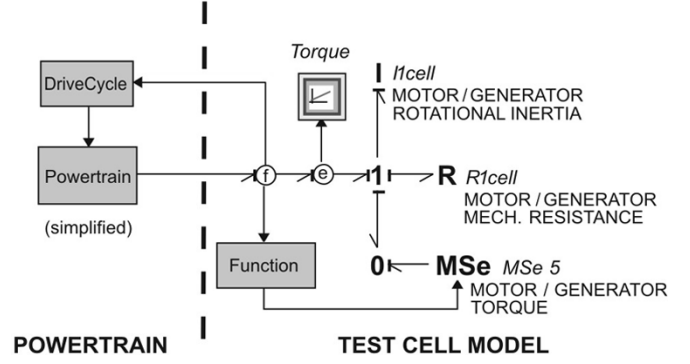 Torque
I I1cell
MOTOR/GENERATOR
ROTATIONAL INERTIA
DriveCycle
Powertrain
(simplified)
f
e
1
R R1cell
MOTOR/GENERATOR
MECH. RESISTANCE
Function
0
MSe MSe 5
MOTOR / GENERATOR
TORQUE
POWERTRAIN
TEST CELL MODEL